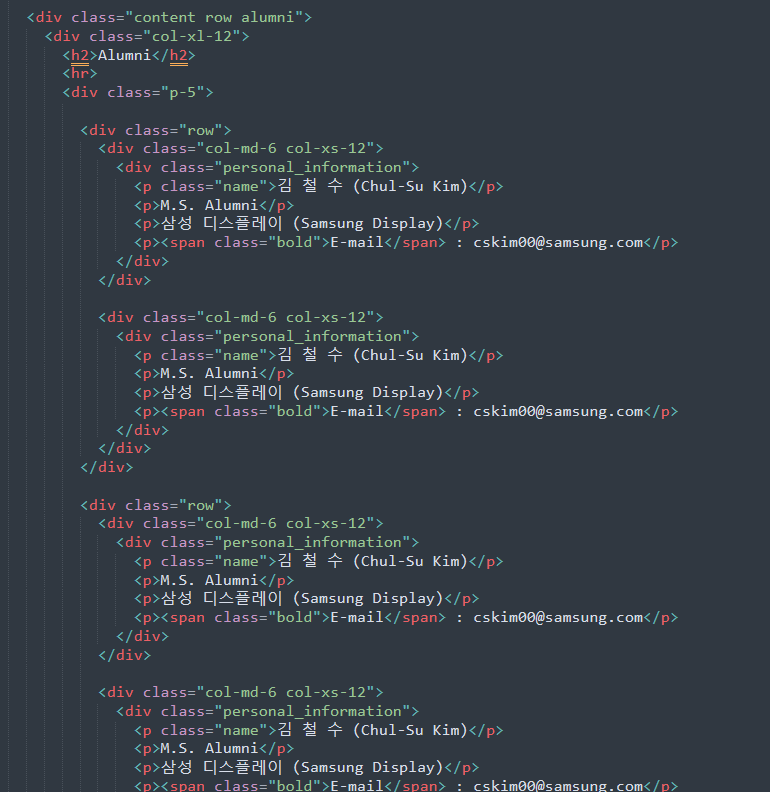 <div class="content row alumni">
<div class="col-xl-12">
<h2>Alumni</h2>
<hr>
<div class="p-5">
<div class="row">
<div class="col-md-6 col-xs-12">
<div class="personal_information">
<p class="name">김 철 수 (Chul-Su Kim)</p>
<p>M.S. Alumni</p>
<p>삼성 디스플레이 (Samsung Display)</p>
<p><span class="bold">E-mail</span> : cskim00@samsung.com</p>
</div>
</div>
<div class="col-md-6 col-xs-12">
<div class="personal_information">
<p class="name">김 철 수 (Chul-Su Kim)</p>
<p>M.S. Alumni</p>
<p>삼성 디스플레이 (Samsung Display)</p>
<p><span class="bold">E-mail</span> : cskim00@samsung.com</p>
</div>
</div>
</div>
<div class="row">
<div class="col-md-6 col-xs-12">
<div class="personal_information">
<p class="name">김 철 수 (Chul-Su Kim)</p>
<p>M.S. Alumni</p>
<p>삼성 디스플레이 (Samsung Display)</p>
<p><span class="bold">E-mail</span> : cskim00@samsung.com</p>
</div>
</div>
<div class="col-md-6 col-xs-12">
<div class="personal_information">
<p class="name">김 철 수 (Chul-Su Kim)</p>
<p>M.S. Alumni</p>
<p>삼성 디스플레이 (Samsung Display)</p>
<p><span class="bold">E-mail</span> : cskim00@samsung.com</p>